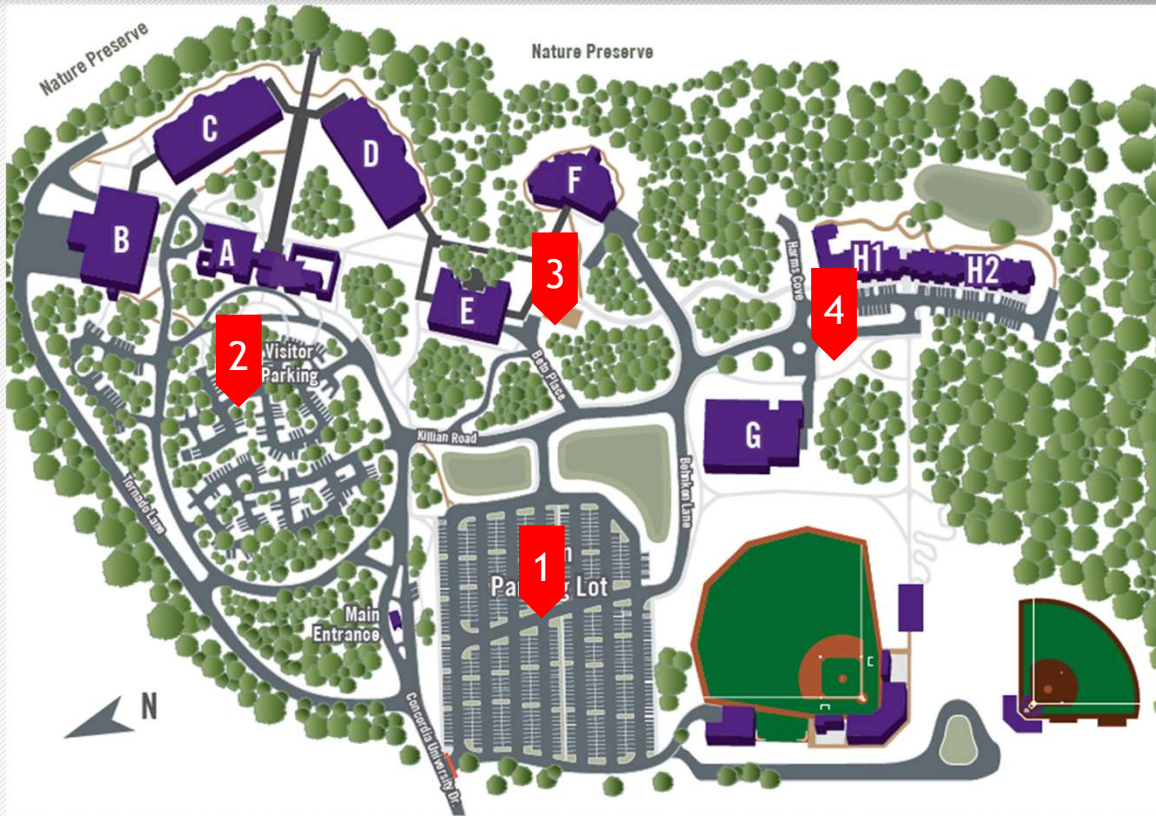 Nature Preserve
Nature Preserve
C
D
F
B
A
H1
H2
Harms Cove
3
4
E
2
Visitor
Parking
Beto Place
G
Killian Road
Tornado Lane
Behnken Lane
1
Lot
Main
Entrance
N
Concordia University Dr.